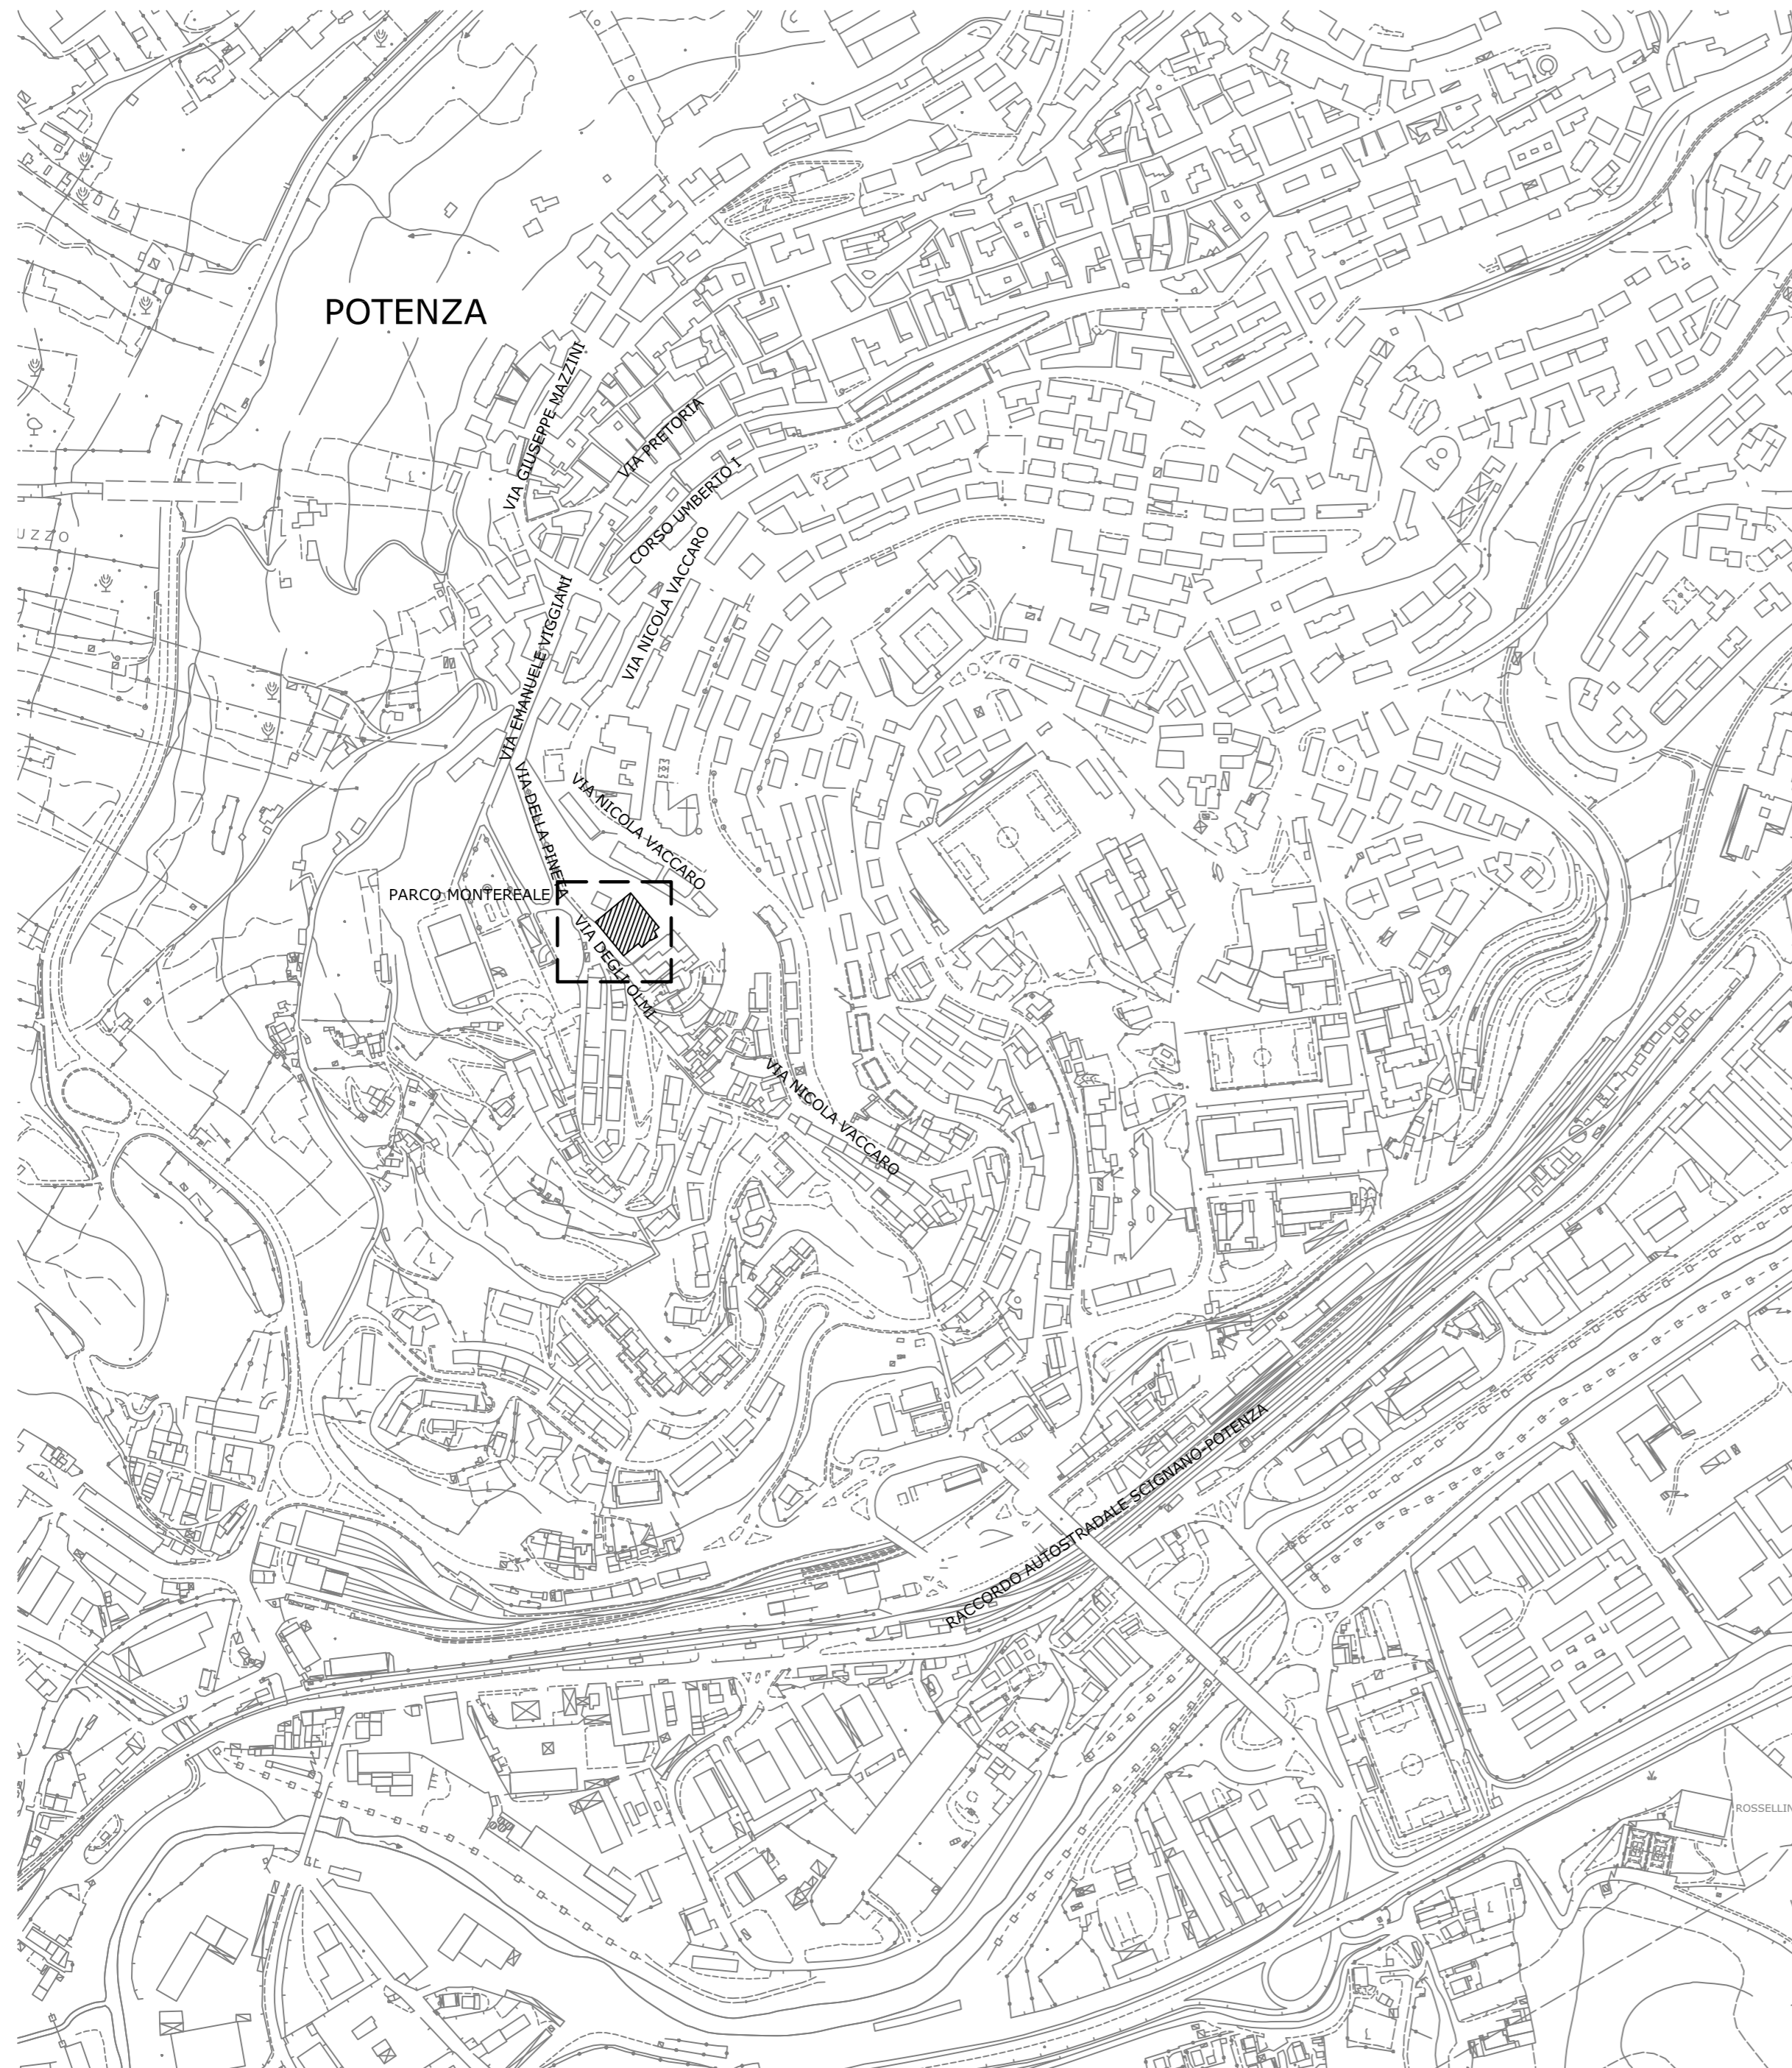 POTENZA
VIA GIUSEPPE MAZZINI
VIA PRETORIA
CORSO UMBERTO I
UZZO
VIA NICOLA VACCARO
VIA EMANUELE VIGGIANI
VIA DELLA PINETA
VIA NICOLA VACCARO
PARCO MONTEREALE
VIA DEGLI OLMI
VIA NICOLA VACCARO
RACCORDO AUTOSTRADALE SCIGNANO-POTENZA
ROSSELLIN